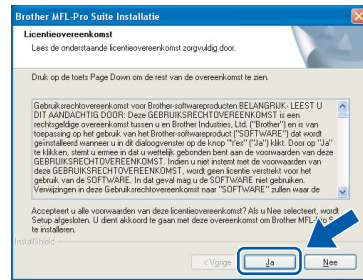 Brother MFL-Pro Suite Installatie
Licentieovereenkomst
Lees de onderstaande licentieovereenkomst zorgvuldig door.
Druk op de toets Page Down om de rest van de overeenkomst te zien.
Gebruiksrechtovereenkomst voor Brother-softwareproducten BELANGRIJK- LEEST U
DIT AANDACHTIG DOOR: Deze GEBRUIKSRECHTOVEREENKOMST is een
rechtsgeldige overeenkomst tussen u en Brother Industries, Ltd. ("Brother") en is van
toepassing op het gebruik van het Brother-softwareproduct ("SOFTWARE") dat wordt
geïnstalleerd wanneer u in dit dialoogvenster op de knop "Yes" ("Ja") klikt. Door op "Ja"
te klikken, stemt u ermee in dat u wettelijk gebonden bent aan de voorwaarden van deze
GEBRUIKSRECHTOVEREENKOMST. Indien u niet instemt met de voorwaarden van
deze GEBRUIKSRECHTOVEREENKOMST, wordt geen licentie verstrekt voor het
gebruik van de SOFTWARE. In dat geval mag u de SOFTWARE niet gebruiken.
Verwijzingen in deze Gebruiksrechtovereenkomst naar "SOFTWARE" zullen waar de
Accepteert u alle voorwaarden van deze licentieovereenkomst? Als u Nee selecteert, wordt
Setup afgesloten. U dient akkoord te gaan met deze overeenkomst om Brother MFL-Pro
te installeren.
InstallShield
< Vorige
Ja
Nee